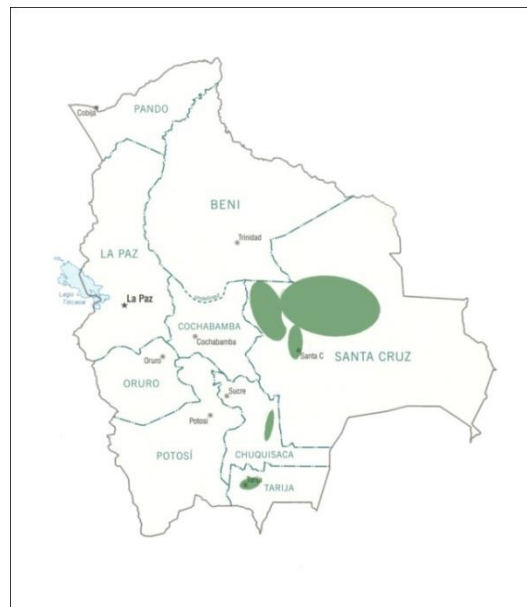 PANDO
Cobija
BENI
Trinidad
LA PAZ
Lago
Titicaca
La Paz
COCHABAMBA
Cochabamba
Santa C
SANTA CRUZ
Oruro
ORURO
Sucre
Potosí
POTOSÍ
CHUQUISACA
TARIJA